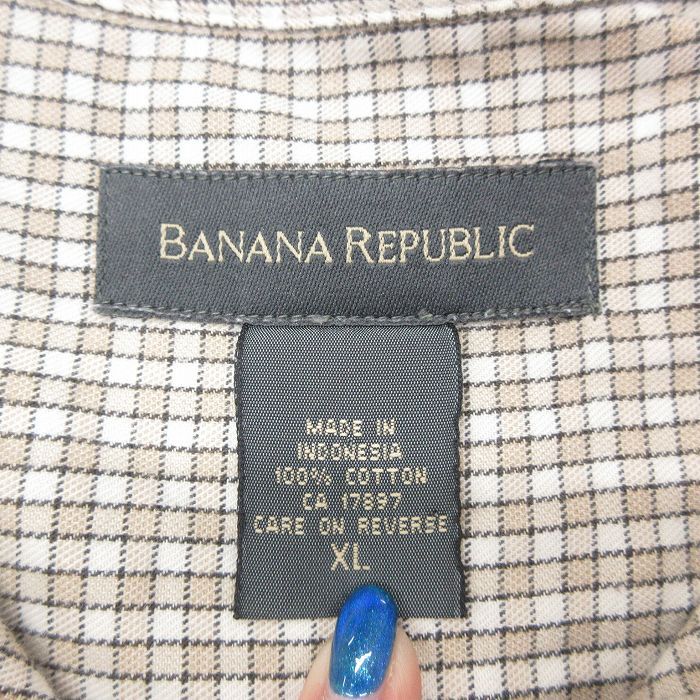 BANANA REPUBLIC
MADE IN
INDONESIA
100% COTTON
CA 17897
CARE ON REVERSE
XL